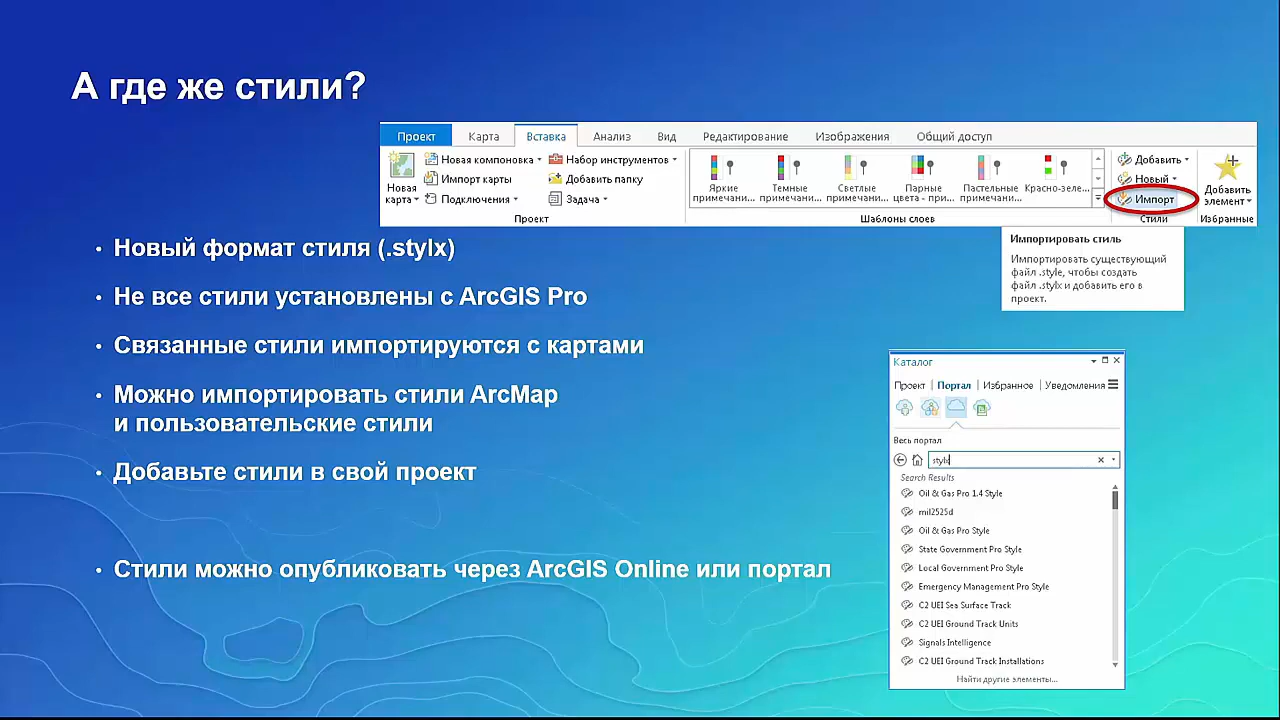 А где же стили?
Проект Карта Вставка Анализ Вид Редактирование Изображения Общий доступ
Новая карта
Новая компоновка
Импорт карты
Подключения
Набор инструментов
Добавить папку
Задача
Проект
Яркие примечани...
Темные примечани...
Светлые примечани...
Парные цвета - при...
Пастельные примечани...
Красно-зеле...
Шаблоны слоев
Добавить
Новый
Импорт
Стили
Добавить элемент
Избранные
Импортировать стиль
Импортировать существующий
файл .style, чтобы создать
файл .stylx и добавить его в
проект.
• Новый формат стиля (.stylx)
• Не все стили установлены с ArcGIS Pro
• Связанные стили импортируются с картами
• Можно импортировать стили ArcMap
и пользовательские стили
• Добавьте стили в свой проект
• Стили можно опубликовать через ArcGIS Online или портал
Каталог
Проект | Портал | Избранное | Уведомления
Весь портал
stylx
Search Results
Oil & Gas Pro 1.4 Style
mil2525d
Oil & Gas Pro Style
State Government Pro Style
Local Government Pro Style
Emergency Management Pro Style
C2 UEI Sea Surface Track
C2 UEI Ground Track Units
Signals Intelligence
C2 UEI Ground Track Installations
Найти другие элементы...